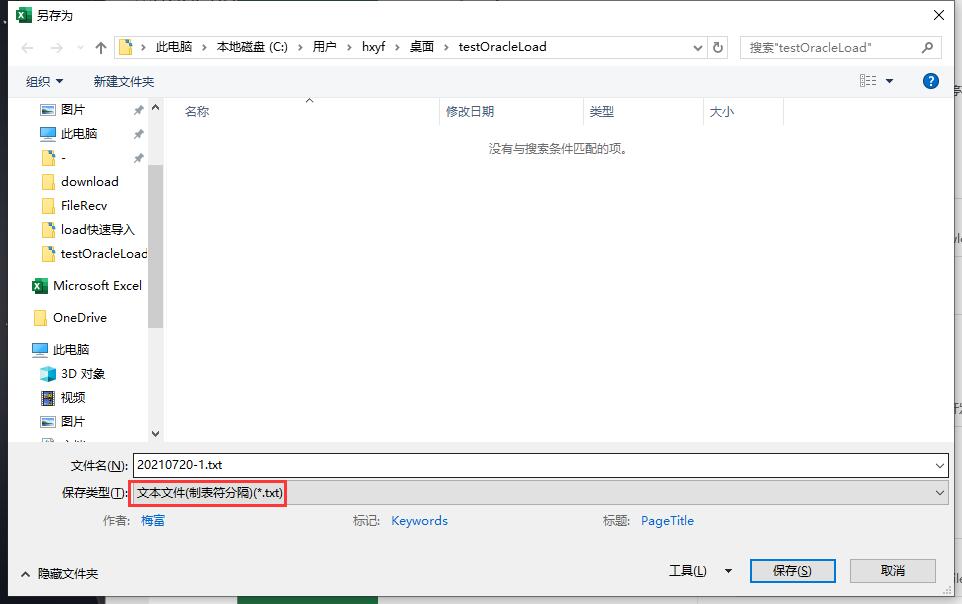 另存为
此电脑 › 本地磁盘 (C:) › 用户 › hxyf › 桌面 › testOracleLoad
搜索"testOracleLoad"
组织 新建文件夹
名称 修改日期 类型 大小
没有与搜索条件匹配的项。
图片
此电脑
-
download
FileRecv
load快速导入
testOracleLoad
Microsoft Excel
OneDrive
此电脑
3D 对象
视频
图片
文件名(N): 20210720-1.txt
保存类型(T): 文本文件(制表符分隔)(*.txt)
作者: 梅富 标记: Keywords 标题: PageTitle
隐藏文件夹 工具(L) 保存(S) 取消